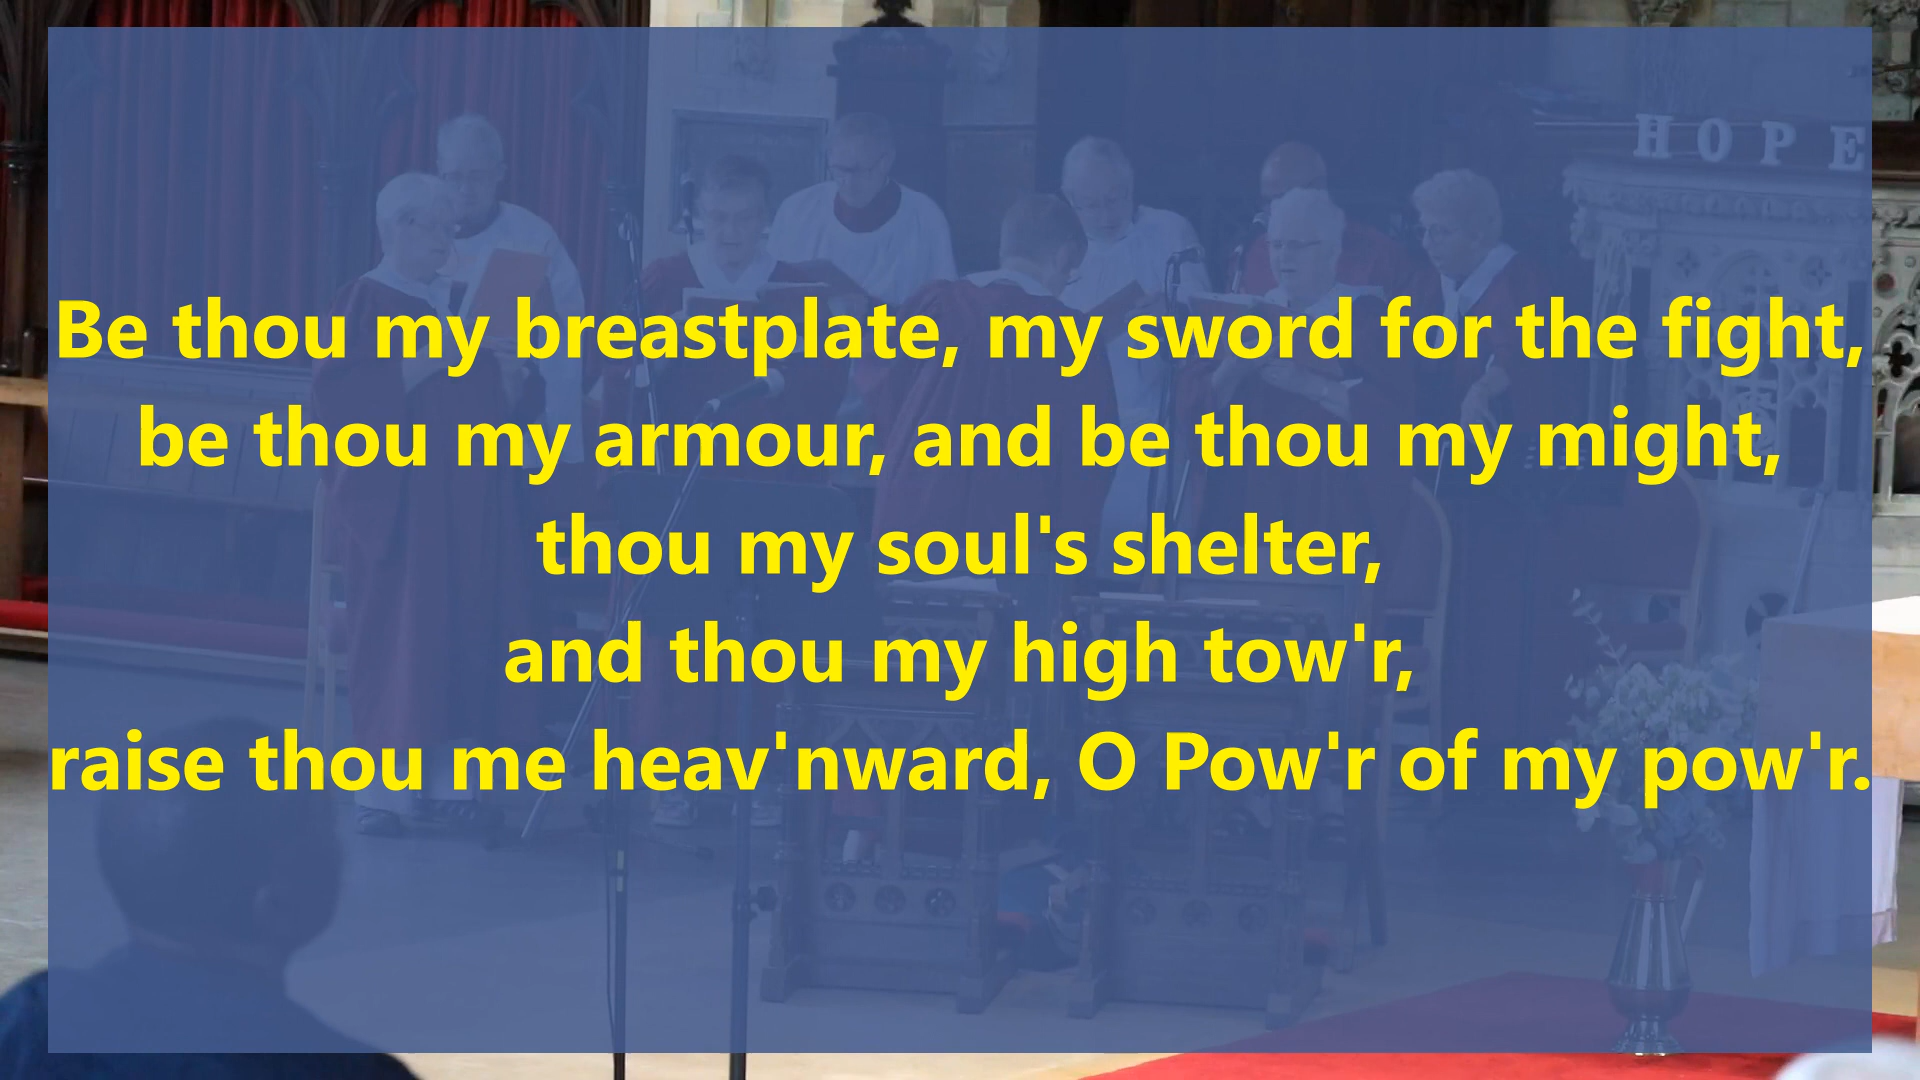 HOPE
Be thou my breastplate, my sword for the fight,
be thou my armour, and be thou my might,
thou my soul's shelter,
and thou my high tow'r,
raise thou me heav'nward, O Pow'r of my pow'r.